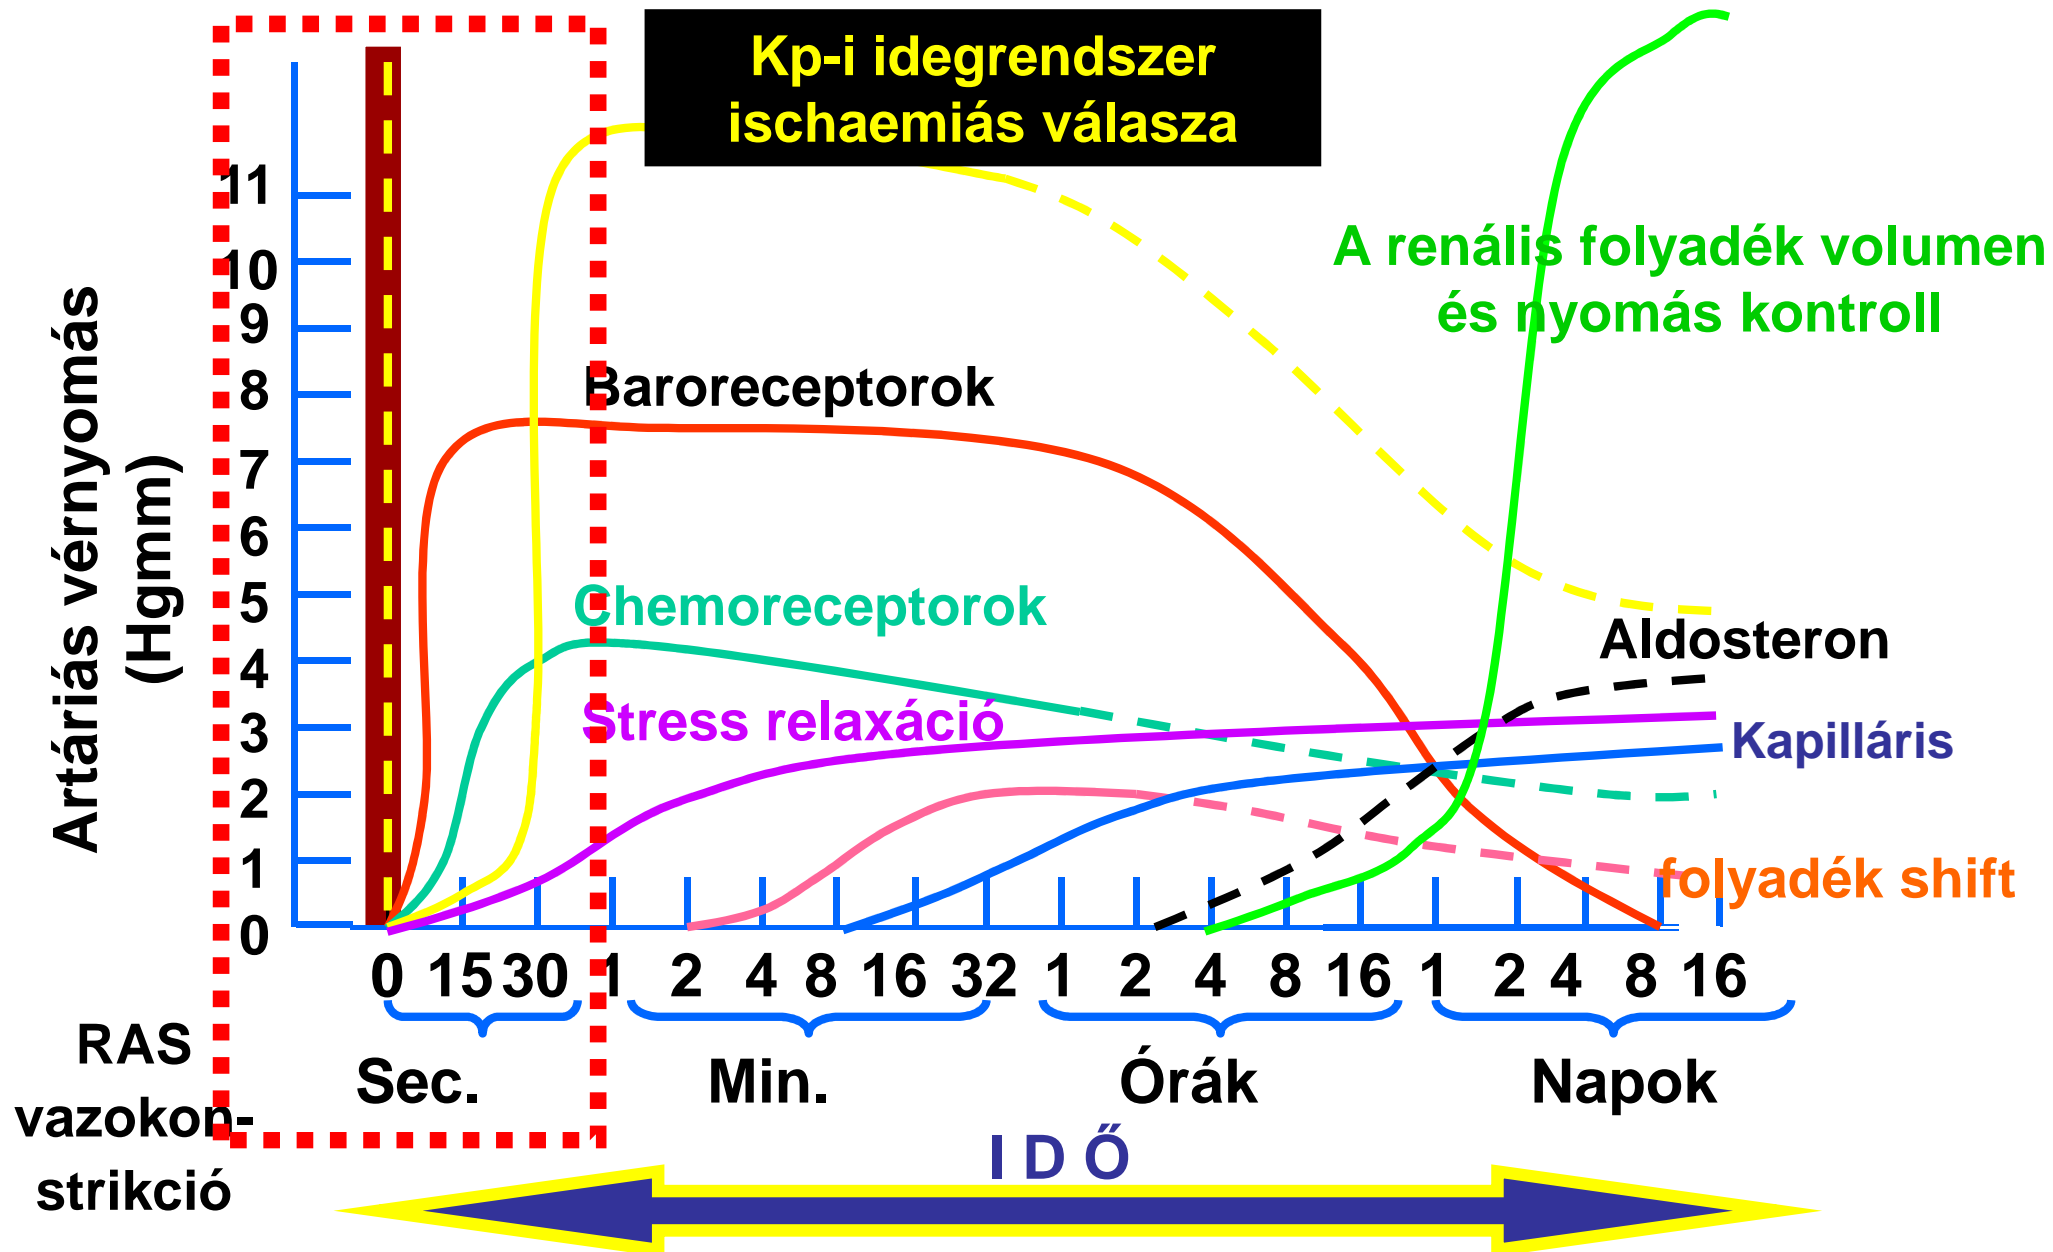 Kp-i idegrendszer
ischaemiás válasza
A renális folyadék volumen
és nyomás kontroll
Artáriás vérnyomás
(Hgmm)
11
10
9
8
7
6
5
4
3
2
1
0
Baroreceptorok
Chemoreceptorok
Stress relaxáció
Aldosteron
Kapilláris
folyadék shift
0 15 30 1 2 4 8 16 32 1 2 4 8 16 1 2 4 8 16
Sec. Min. Órák Napok
RAS
vazokon-
strikció
I D Ő